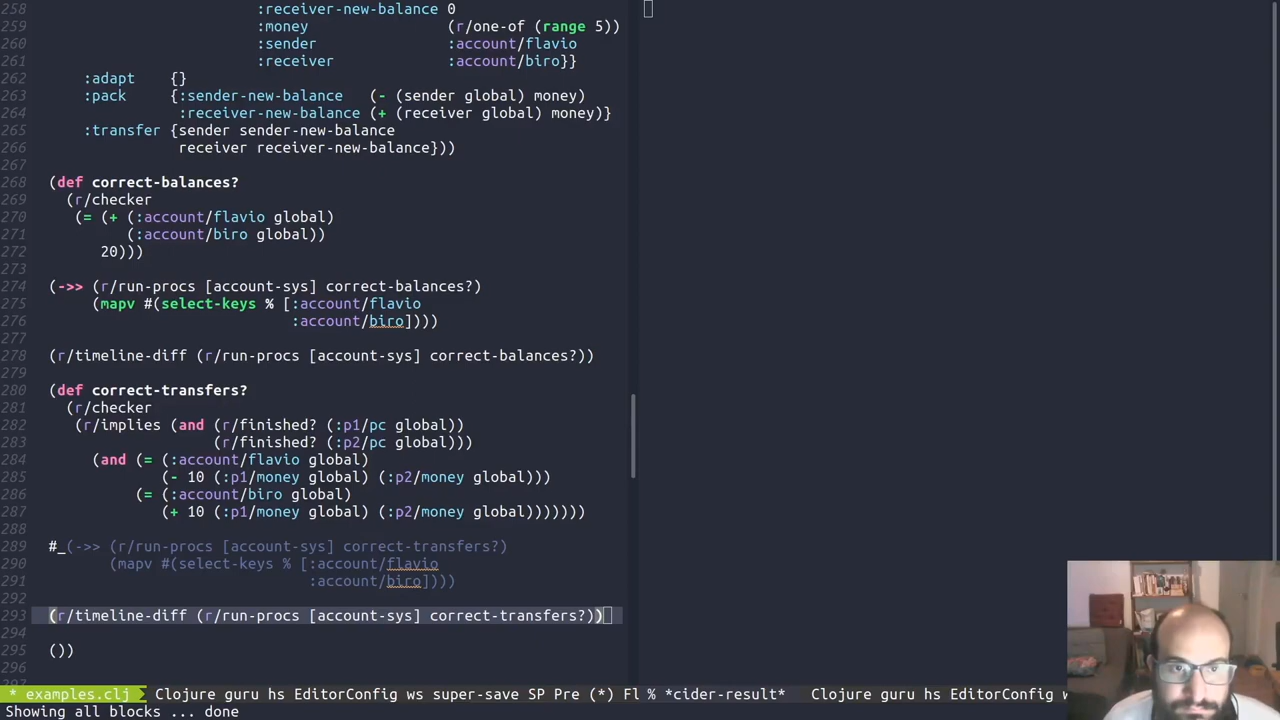 258 :receiver-new-balance 0
259 :money (r/one-of (range 5))
260 :sender :account/flavio
261 :receiver :account/biro}}
262 :adapt {}
263 :pack {:sender-new-balance (- (sender global) money)
264 :receiver-new-balance (+ (receiver global) money)}
265 :transfer {sender sender-new-balance
266 receiver receiver-new-balance}))
267
268 (def correct-balances?
269 (r/checker
270 (= (+ (:account/flavio global)
271 (:account/biro global))
272 20)))
273
274 (->> (r/run-procs [account-sys] correct-balances?)
275 (mapv #(select-keys % [:account/flavio
276 :account/biro])))
277
278 (r/timeline-diff (r/run-procs [account-sys] correct-balances?))
279
280 (def correct-transfers?
281 (r/checker
282 (r/implies (and (r/finished? (:p1/pc global))
283 (r/finished? (:p2/pc global)))
284 (and (= (:account/flavio global)
285 (- 10 (:p1/money global) (:p2/money global)))
286 (= (:account/biro global)
287 (+ 10 (:p1/money global) (:p2/money global)))))))
288
289 #_(->> (r/run-procs [account-sys] correct-transfers?)
290 (mapv #(select-keys % [:account/flavio
291 :account/biro])))
292
293 (r/timeline-diff (r/run-procs [account-sys] correct-transfers?))
294
295 ())
296
* examples.clj Clojure guru hs EditorConfig ws super-save SP Pre (*) Fl % *cider-result* Clojure guru hs EditorConfig w
Showing all blocks ... done